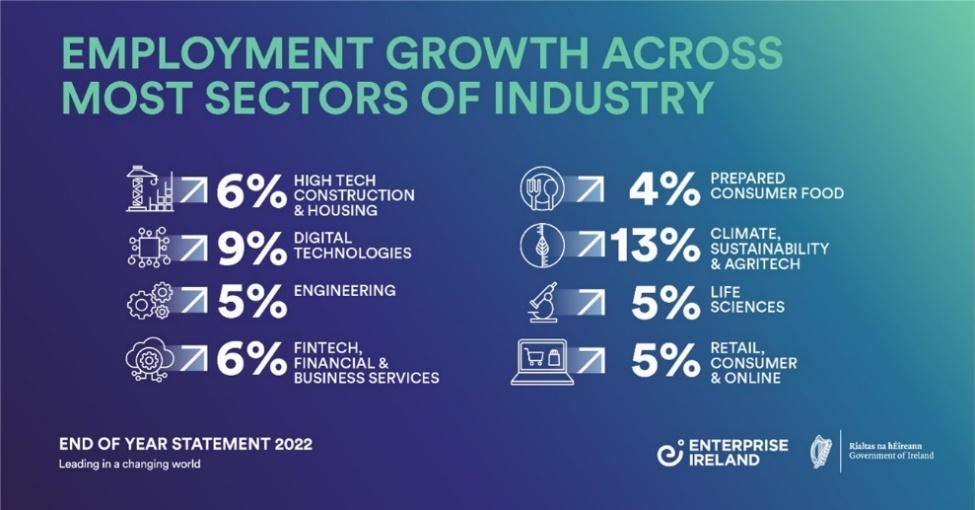 EMPLOYMENT GROWTH ACROSS
MOST SECTORS OF INDUSTRY
6% HIGH TECH
CONSTRUCTION
& HOUSING
9% DIGITAL
TECHNOLOGIES
5% ENGINEERING
6% FINTECH,
FINANCIAL &
BUSINESS SERVICES
4% PREPARED
CONSUMER FOOD
13% CLIMATE,
SUSTAINABILITY
& AGRITECH
5% LIFE
SCIENCES
5% RETAIL,
CONSUMER
& ONLINE
END OF YEAR STATEMENT 2022
Leading in a changing world
ENTERPRISE
IRELAND
Rialtas na hÉireann
Government of Ireland